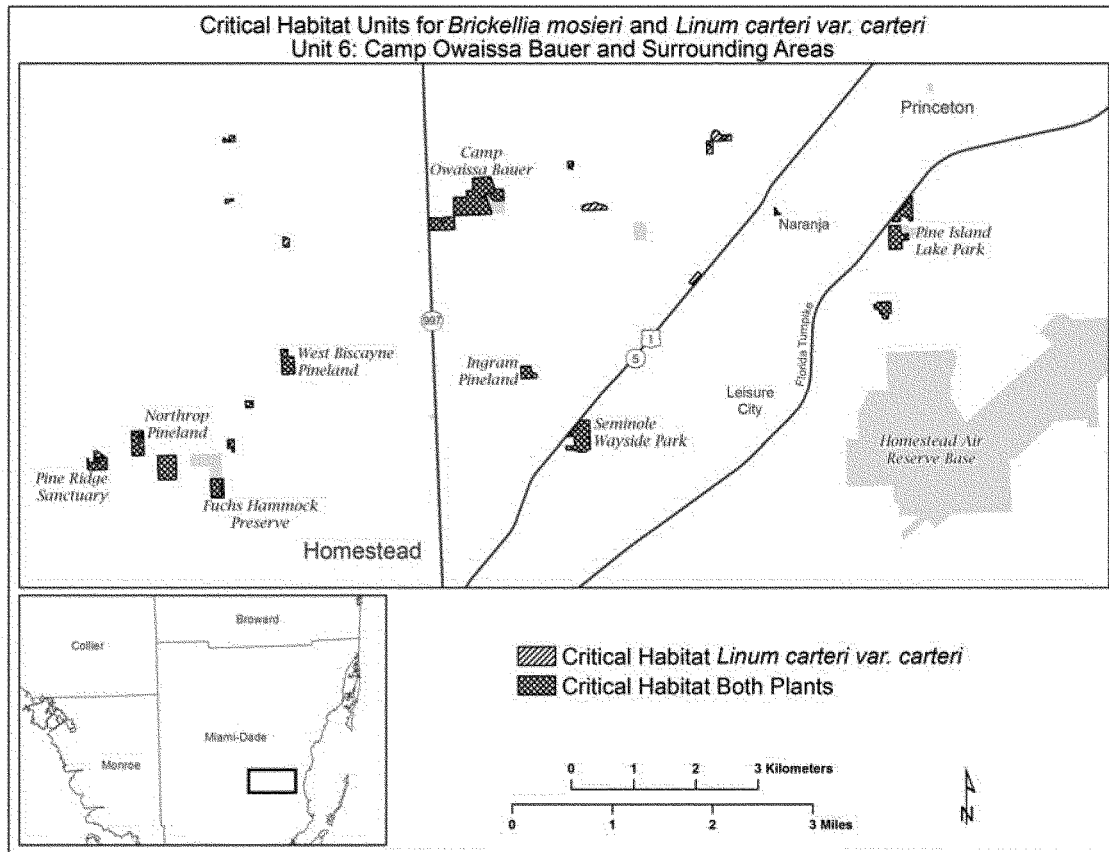 Critical Habitat Units for Brickellia mosieri and Linum carteri var. carteri
Unit 6: Camp Owaissa Bauer and Surrounding Areas
Princeton
Camp
Owaissa Bauer
Naranja
Pine Island
Lake Park
997
1
5
West Biscayne
Pineland
Ingram
Pineland
Florida Turnpike
Leisure
City
Northrop
Pineland
Seminole
Wayside Park
Homestead Air
Reserve Base
Pine Ridge
Sanctuary
Fuchs Hammock
Preserve
Homestead
Broward
Collier
Miami-Dade
Monroe
Critical Habitat Linum carteri var. carteri
Critical Habitat Both Plants
0 1 2 3 Kilometers
0 1 2 3 Miles
N